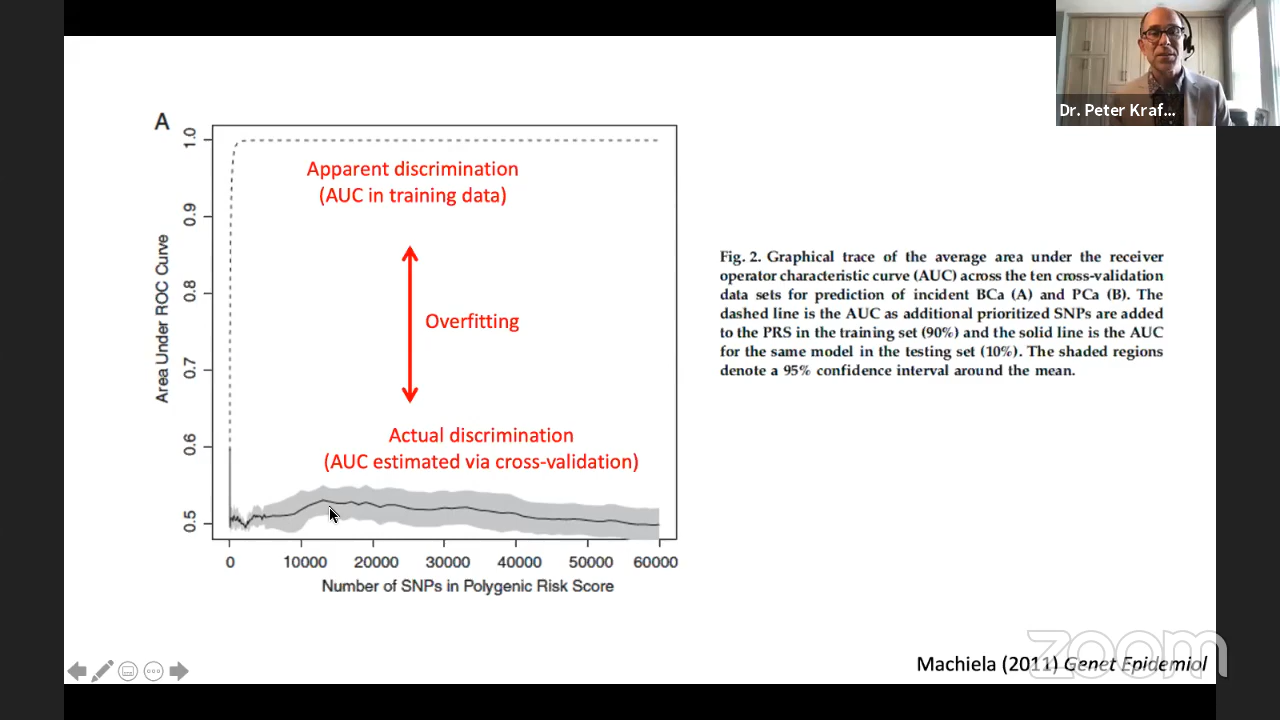 Dr. Peter Kraf...
A
Apparent discrimination
(AUC in training data)
Overfitting
Actual discrimination
(AUC estimated via cross-validation)
Area Under ROC Curve
1.0
0.9
0.8
0.7
0.6
0.5
0 10000 20000 30000 40000 50000 60000
Number of SNPs in Polygenic Risk Score
Fig. 2. Graphical trace of the average area under the receiver
operator characteristic curve (AUC) across the ten cross-validation
data sets for prediction of incident BCa (A) and PCa (B). The
dashed line is the AUC as additional prioritized SNPs are added
to the PRS in the training set (90%) and the solid line is the AUC
for the same model in the testing set (10%). The shaded regions
denote a 95% confidence interval around the mean.
zoom
Machiela (2011) Genet Epidemiol